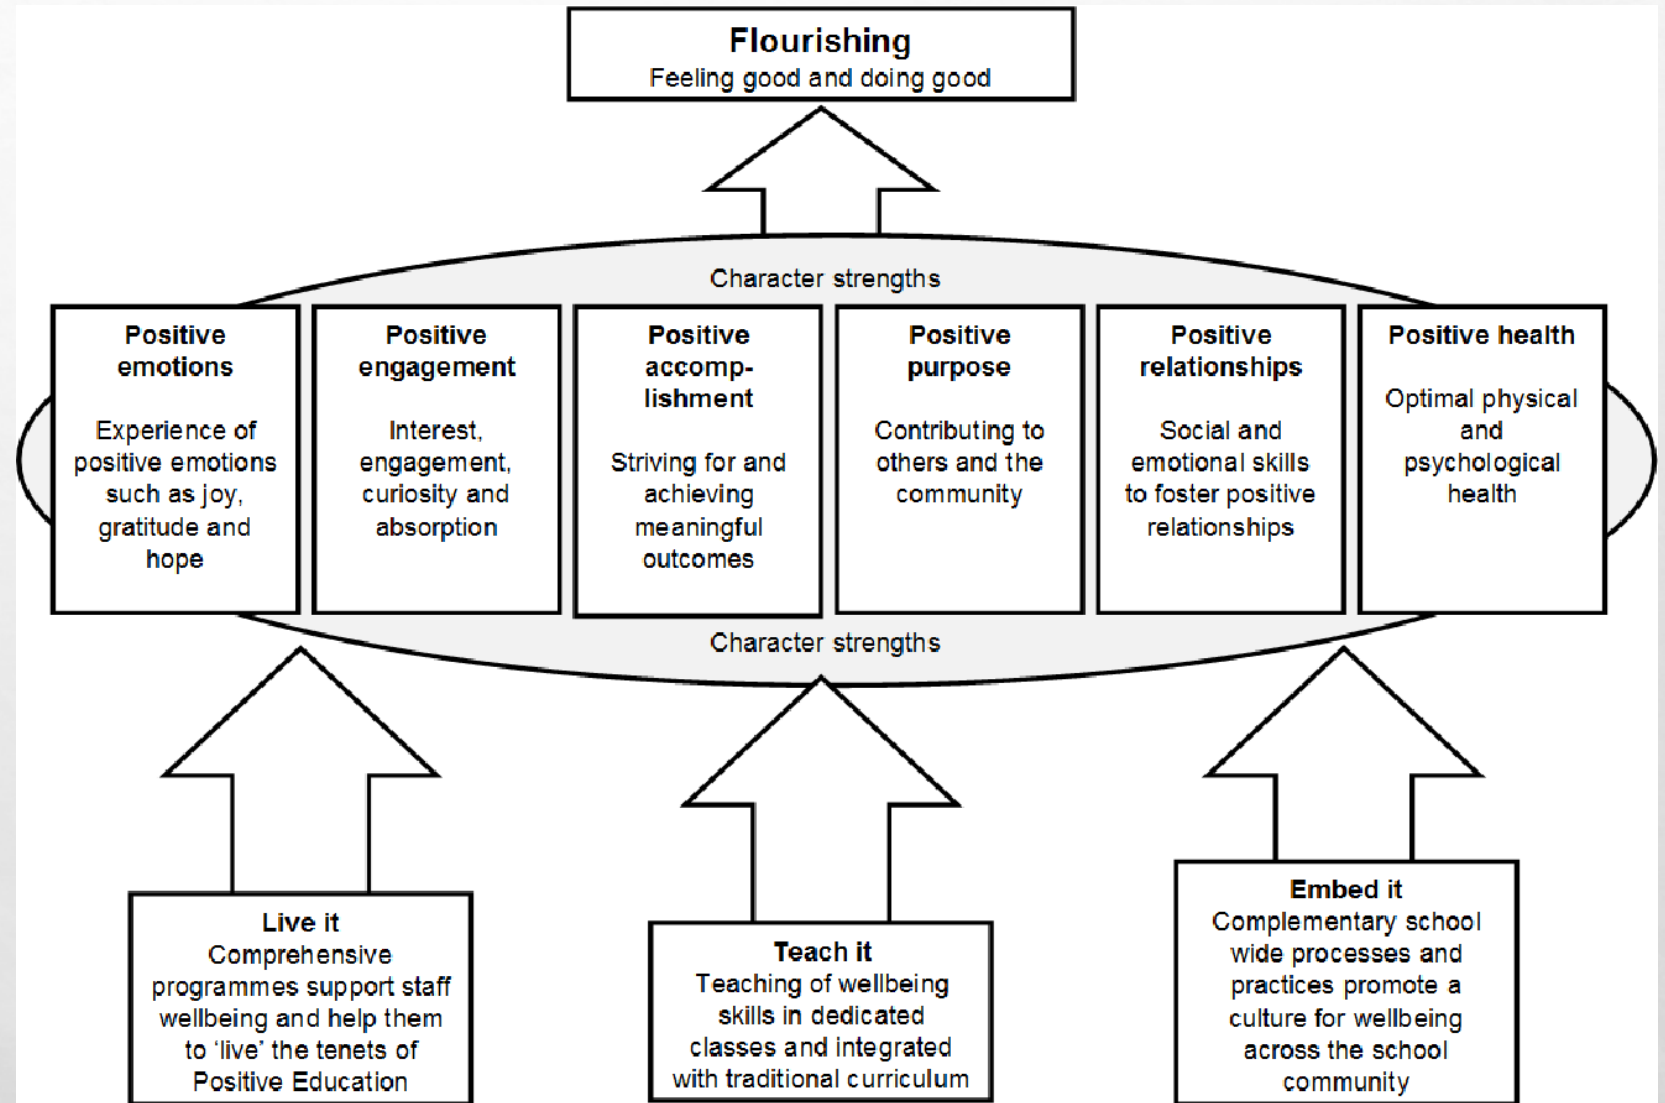 Flourishing
Feeling good and doing good
Character strengths
Positive
emotions
Experience of
positive emotions
such as joy,
gratitude and
hope
Positive
engagement
Interest,
engagement,
curiosity and
absorption
Positive
accomp-
lishment
Striving for and
achieving
meaningful
outcomes
Positive
purpose
Contributing to
others and the
community
Positive
relationships
Social and
emotional skills
to foster positive
relationships
Positive health
Optimal physical
and
psychological
health
Character strengths
Live it
Comprehensive
programmes support staff
wellbeing and help them
to ‘live’ the tenets of
Positive Education
Teach it
Teaching of wellbeing
skills in dedicated
classes and integrated
with traditional curriculum
Embed it
Complementary school
wide processes and
practices promote a
culture for wellbeing
across the school
community